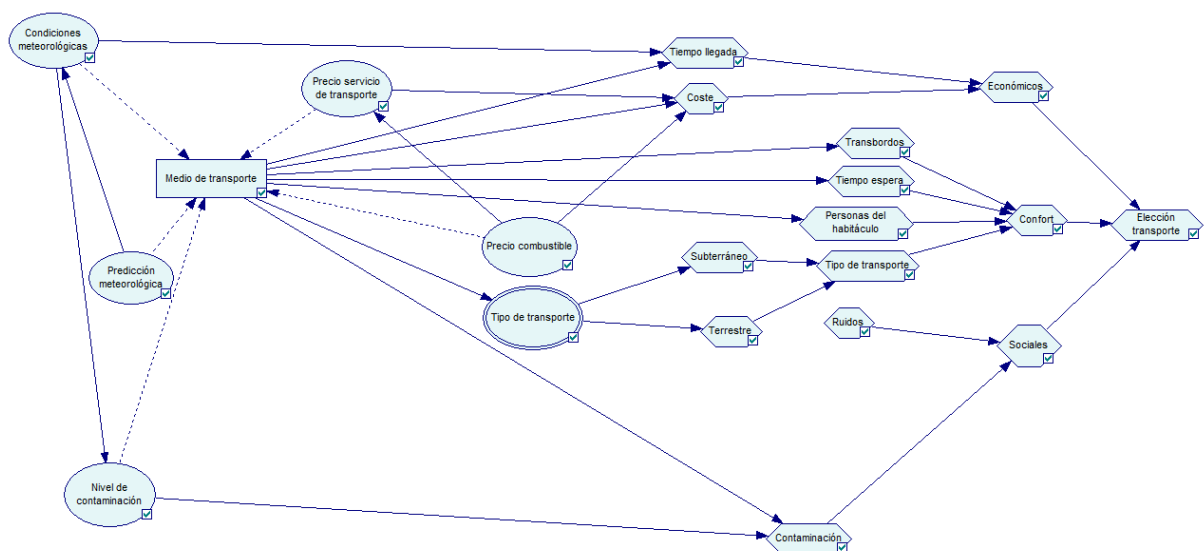 Condiciones
meteorológicas
Tiempo llegada
Precio servicio
de transporte
Económicos
Coste
Transbordos
Medio de transporte
Tiempo espera
Personas del
habitáculo
Confort
Elección
transporte
Precio combustible
Subterráneo
Tipo de transporte
Predicción
meteorológica
Tipo de transporte
Terrestre
Ruidos
Sociales
Nivel de
contaminación
Contaminación